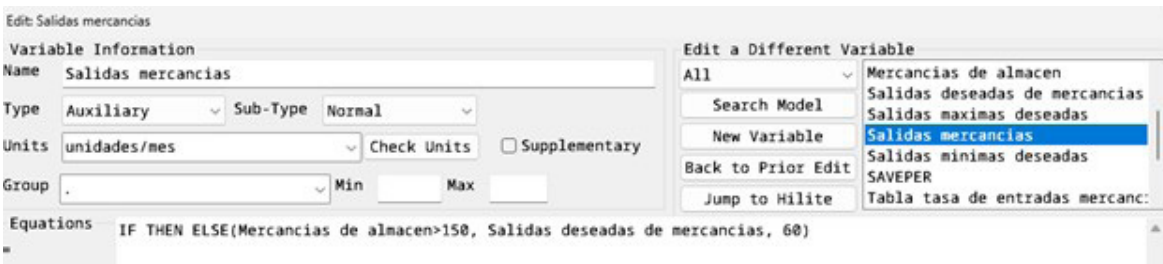 Edit: Salidas mercancias
Variable Information
Name Salidas mercancias
Type Auxiliary Sub-Type Normal
Units unidades/mes Check Units Supplementary
Group . Min Max
Edit a Different Variable
All
Search Model
New Variable
Back to Prior Edit
Jump to Hilite
Mercancias de almacen
Salidas deseadas de mercancias
Salidas maximas deseadas
Salidas mercancias
Salidas minimas deseadas
SAVEPER
Tabla tasa de entradas mercanc:
Equations IF THEN ELSE(Mercancias de almacen>150, Salidas deseadas de mercancias, 60)
=